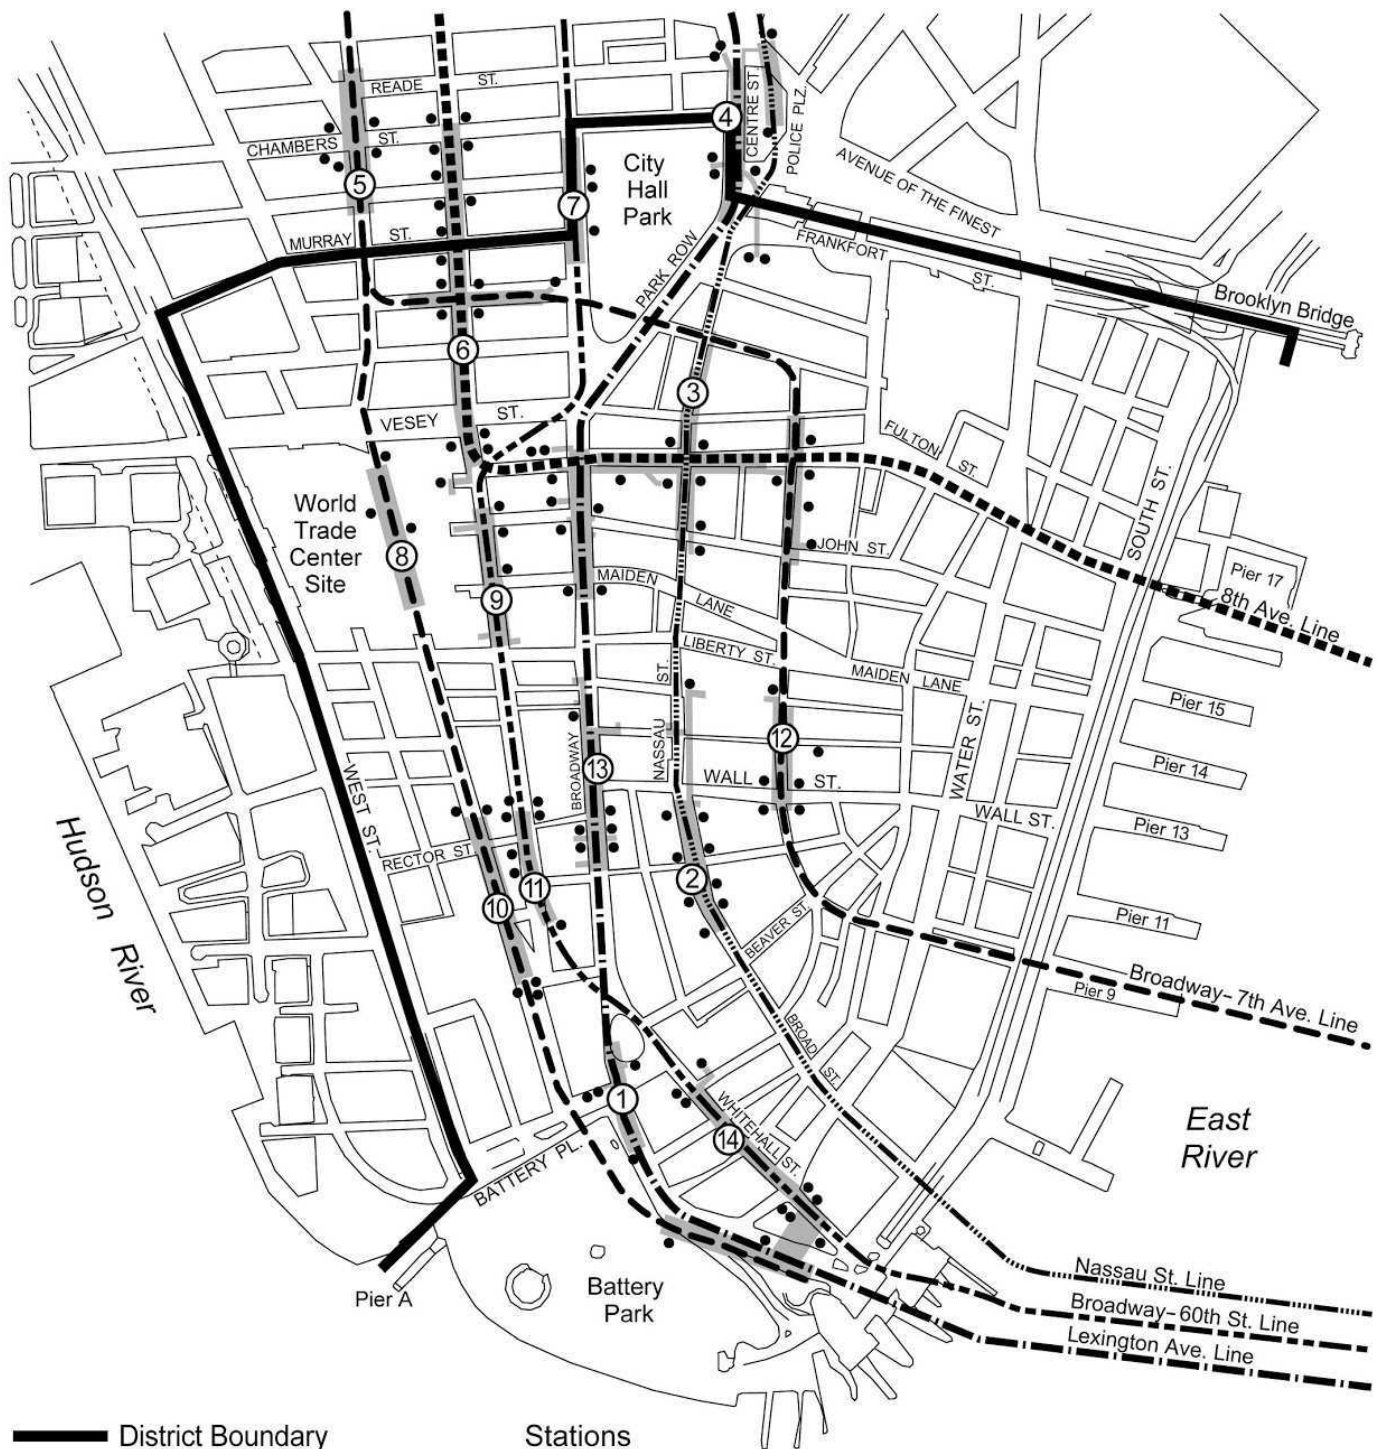 READE ST.
CENTRE ST.
POLICE PLZ.
4
CHAMBERS ST.
5
City
Hall
Park
7
AVENUE OF THE FINEST
MURRAY ST.
PARK ROW
FRANKFORT ST.
Brooklyn Bridge
6
3
VESEY ST.
FULTON ST.
World
Trade
Center
Site
8
9
JOHN ST.
SOUTH ST.
Pier 17
8th Ave. Line
MAIDEN LANE
LIBERTY ST.
MAIDEN LANE
Pier 15
NASSAU ST.
BROADWAY
12
13
WATER ST.
WALL ST.
Pier 14
WALL ST.
Pier 13
WEST ST.
Hudson River
RECTOR ST.
10
11
2
BEAVER ST.
Pier 11
Broadway-7th Ave. Line
Pier 9
BROAD ST.
1
WHITEHALL ST.
14
East
River
BATTERY PL.
Pier A
Battery
Park
Nassau St. Line
Broadway-60th St. Line
Lexington Ave. Line
District Boundary
Stations